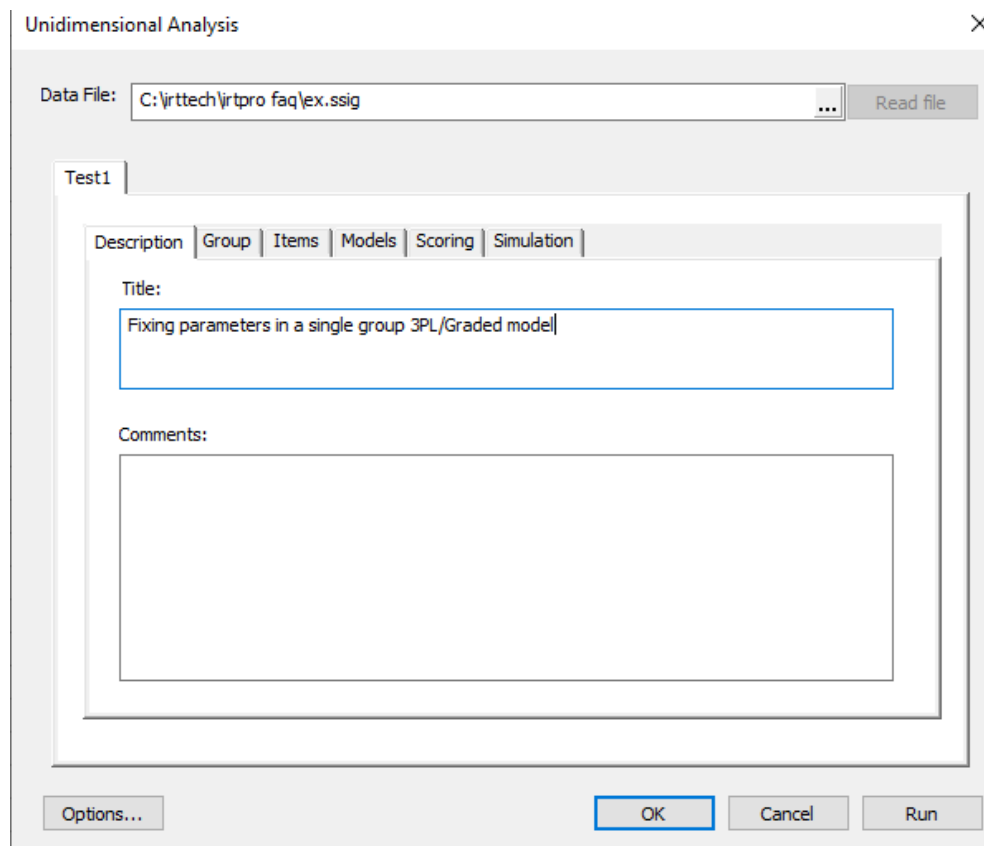 Unidimensional Analysis
Data File: C:\irttech\irtpro faq\ex.ssig ... Read file
Test1
Description Group Items Models Scoring Simulation
Title:
Fixing parameters in a single group 3PL/Graded model
Comments:
Options... OK Cancel Run